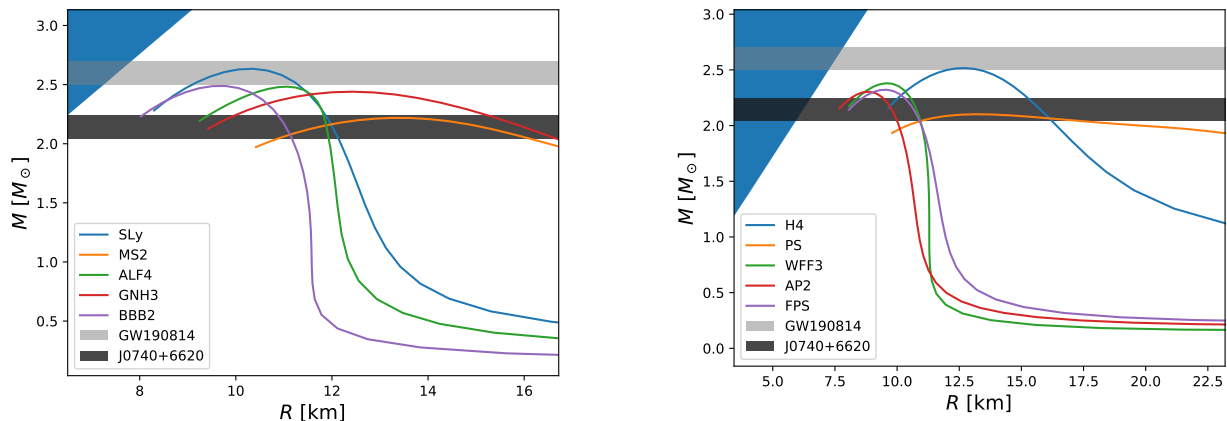 3.0
2.5
2.0
1.5
1.0
0.5
M [M⊙]
SLy
MS2
ALF4
GNH3
BBB2
GW190814
J0740+6620
8
10
12
14
16
R [km]
3.0
2.5
2.0
1.5
1.0
0.5
0.0
M [M⊙]
H4
PS
WFF3
AP2
FPS
GW190814
J0740+6620
5.0
7.5
10.0
12.5
15.0
17.5
20.0
22.5
R [km]